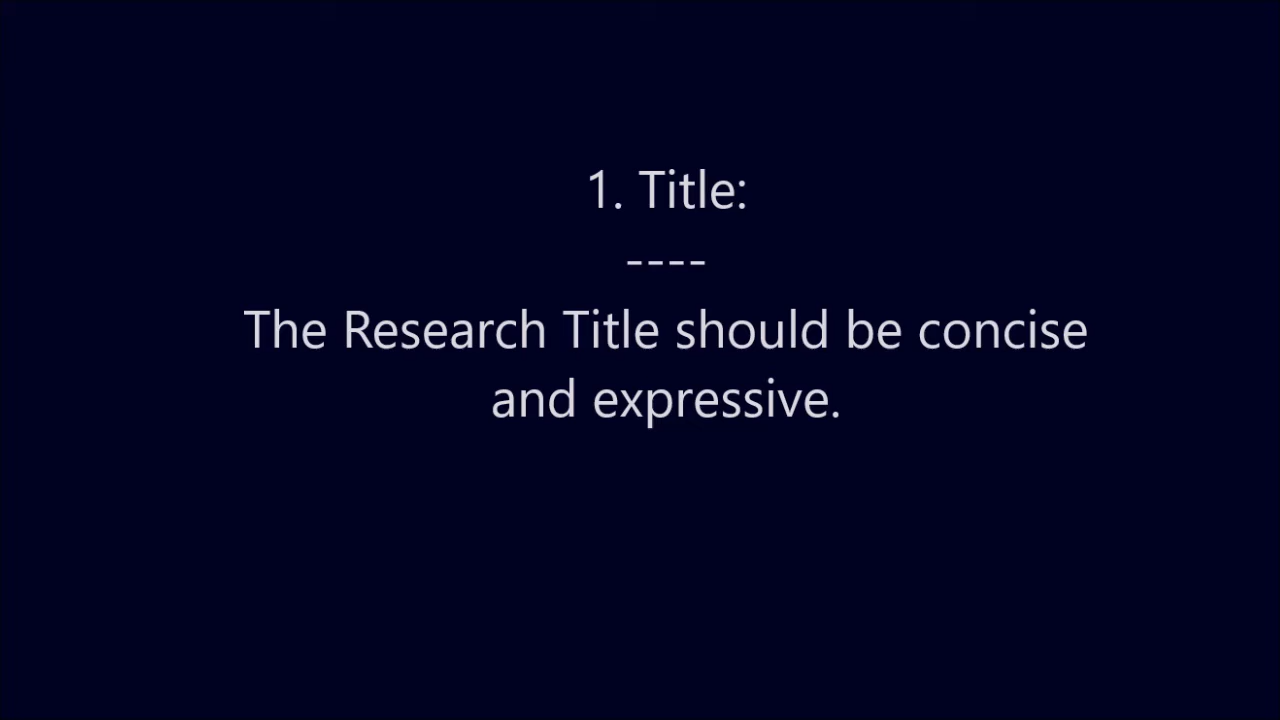 1. Title:
----
The Research Title should be concise
and expressive.